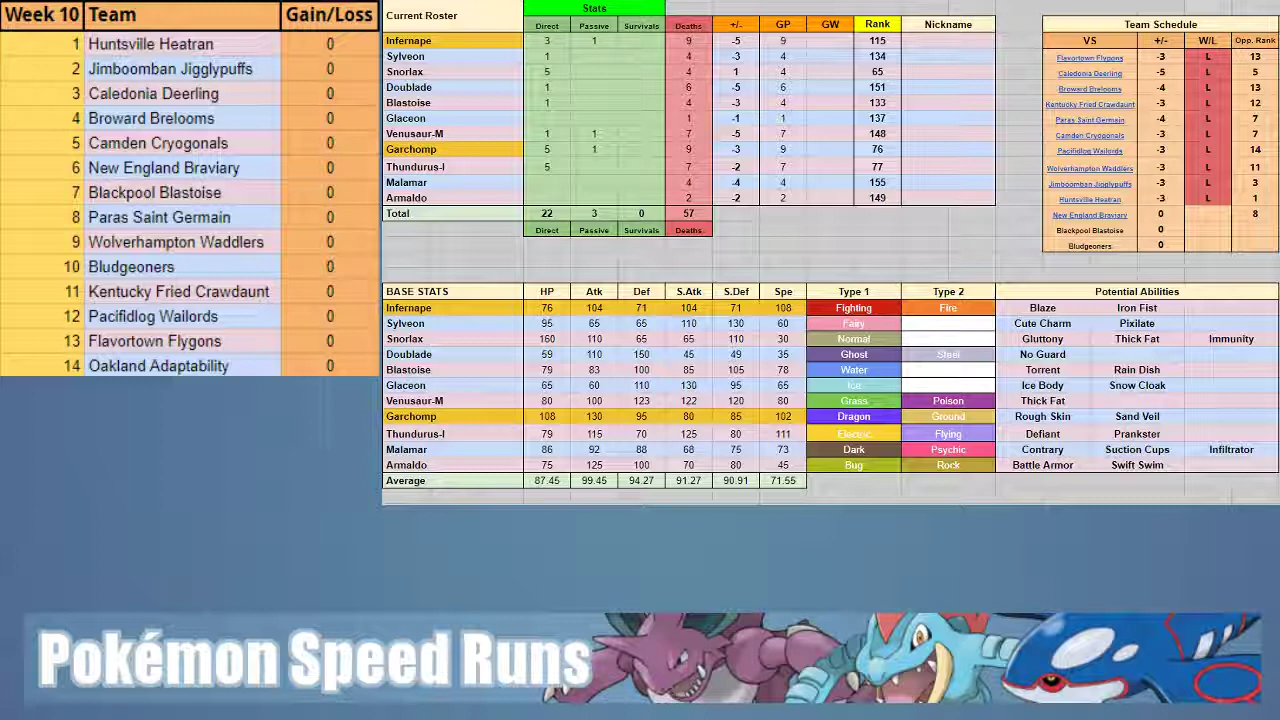 Week 10 Team Gain/Loss
1 Huntsville Heatran 0
2 Jimboomban Jigglypuffs 0
3 Caledonia Deerling 0
4 Broward Brelooms 0
5 Camden Cryogonals 0
6 New England Braviary 0
7 Blackpool Blastoise 0
8 Paras Saint Germain 0
9 Wolverhampton Waddlers 0
10 Bludgeoners 0
11 Kentucky Fried Crawdaunt 0
12 Pacifidlog Wailords 0
13 Flavortown Flygons 0
14 Oakland Adaptability 0
Stats
Current Roster Direct Passive Survivals Deaths +/- GP GW Rank Nickname
Infernape 3 1 9 -5 9 115
Sylveon 1 4 -3 4 134
Snorlax 5 4 1 4 65
Doublade 1 6 -5 6 151
Blastoise 1 4 -3 4 133
Glaceon 1 -1 1 137
Venusaur-M 1 1 7 -5 7 148
Garchomp 5 1 9 -3 9 76
Thundurus-I 5 7 -2 7 77
Malamar 4 -4 4 155
Armaldo 2 -2 2 149
Total 22 3 0 57
Direct Passive Survivals Deaths
Team Schedule
VS +/- W/L Opp. Rank
Flavortown Flygons -3 L 13
Caledonia Deerling -5 L 5
Broward Brelooms -4 L 13
Kentucky Fried Crawdaunt -3 L 12
Paras Saint Germain -4 L 7
Camden Cryogonals -3 L 7
Pacifidlog Wailords -3 L 14
Wolverhampton Waddlers -3 L 11
Jimboomban Jigglypuffs -3 L 3
Huntsville Heatran -3 L 1
New England Braviary 0 8
Blackpool Blastoise 0
Bludgeoners 0
BASE STATS HP Atk Def S.Atk S.Def Spe Type 1 Type 2 Potential Abilities
Infernape 76 104 71 104 71 108 Fighting Fire Blaze Iron Fist
Sylveon 95 65 65 110 130 60 Fairy Cute Charm Pixilate
Snorlax 160 110 65 65 110 30 Normal Gluttony Thick Fat Immunity
Doublade 59 110 150 45 49 35 Ghost Steel No Guard
Blastoise 79 83 100 85 105 78 Water Torrent Rain Dish
Glaceon 65 60 110 130 95 65 Ice Ice Body Snow Cloak
Venusaur-M 80 100 123 122 120 80 Grass Poison Thick Fat
Garchomp 108 130 95 80 85 102 Dragon Ground Rough Skin Sand Veil
Thundurus-I 79 115 70 125 80 111 Electric Flying Defiant Prankster
Malamar 86 92 88 68 75 73 Dark Psychic Contrary Suction Cups Infiltrator
Armaldo 75 125 100 70 80 45 Bug Rock Battle Armor Swift Swim
Average 87.45 99.45 94.27 91.27 90.91 71.55
Pokémon Speed Runs